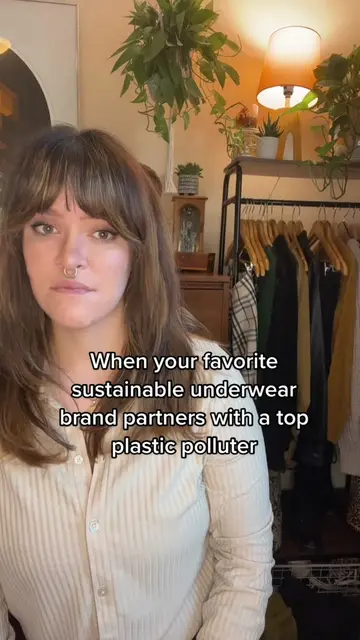 When your favorite
sustainable underwear
brand partners with a top
plastic polluter